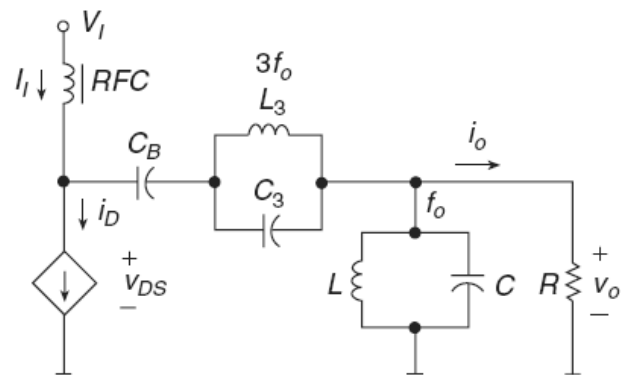 V_I
I_I RFC
3f_o
L_3
C_B
C_3
i_o
i_D
f_o
+
v_DS
−
L
C
R
+
v_o
−